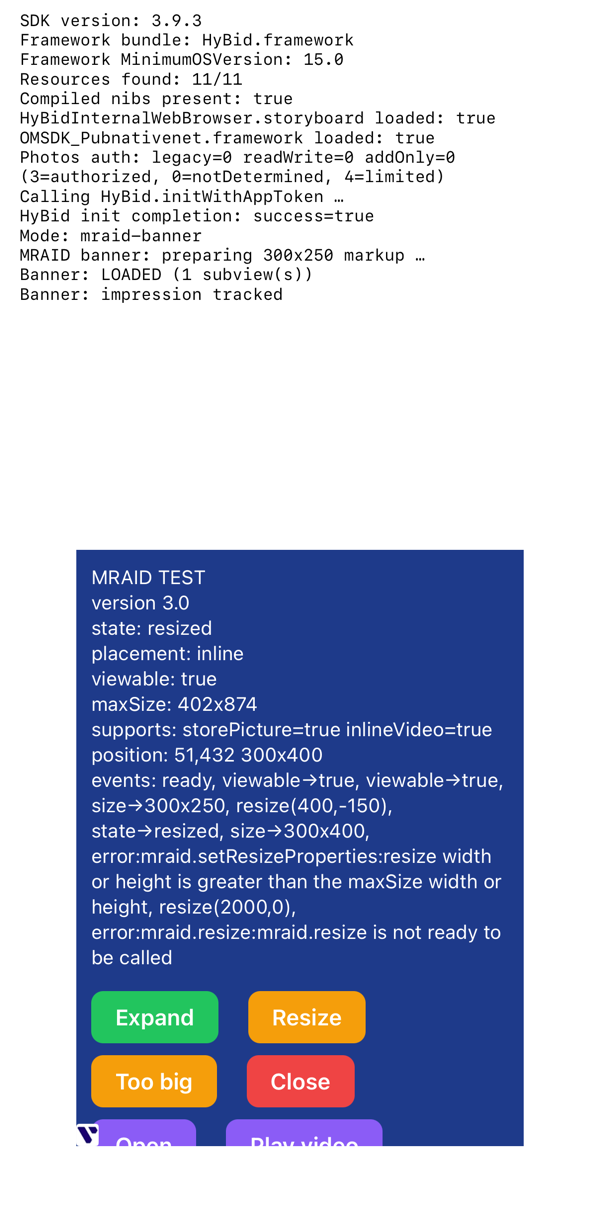 SDK version: 3.9.3
Framework bundle: HyBid.framework
Framework MinimumOSVersion: 15.0
Resources found: 11/11
Compiled nibs present: true
HyBidInternalWebBrowser.storyboard loaded: true
OMSDK_Pubnativenet.framework loaded: true
Photos auth: legacy=0 readWrite=0 addOnly=0
(3=authorized, 0=notDetermined, 4=limited)
Calling HyBid.initWithAppToken …
HyBid init completion: success=true
Mode: mraid-banner
MRAID banner: preparing 300x250 markup …
Banner: LOADED (1 subview(s))
Banner: impression tracked
MRAID TEST
version 3.0
state: resized
placement: inline
viewable: true
maxSize: 402x874
supports: storePicture=true inlineVideo=true
position: 51,432 300x400
events: ready, viewable→true, viewable→true,
size→300x250, resize(400,-150),
state→resized, size→300x400,
error:mraid.setResizeProperties:resize width
or height is greater than the maxSize width or
height, resize(2000,0),
error:mraid.resize:mraid.resize is not ready to
be called
Expand Resize
Too big Close
Open Play video